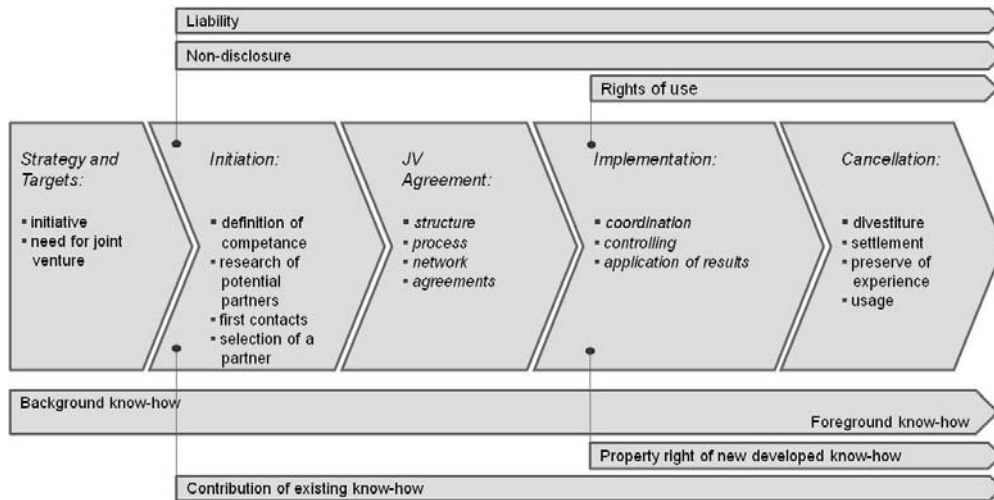 Liability
Non-disclosure
Rights of use
Strategy and
Targets:
▪ initiative
▪ need for joint
venture
Initiation:
▪ definition of
competance
▪ research of
potential
partners
▪ first contacts
▪ selection of a
partner
JV
Agreement:
▪ structure
▪ process
▪ network
▪ agreements
Implementation:
▪ coordination
▪ controlling
▪ application of results
Cancellation:
▪ divestiture
▪ settlement
▪ preserve of
experience
▪ usage
Background know-how
Foreground know-how
Property right of new developed know-how
Contribution of existing know-how